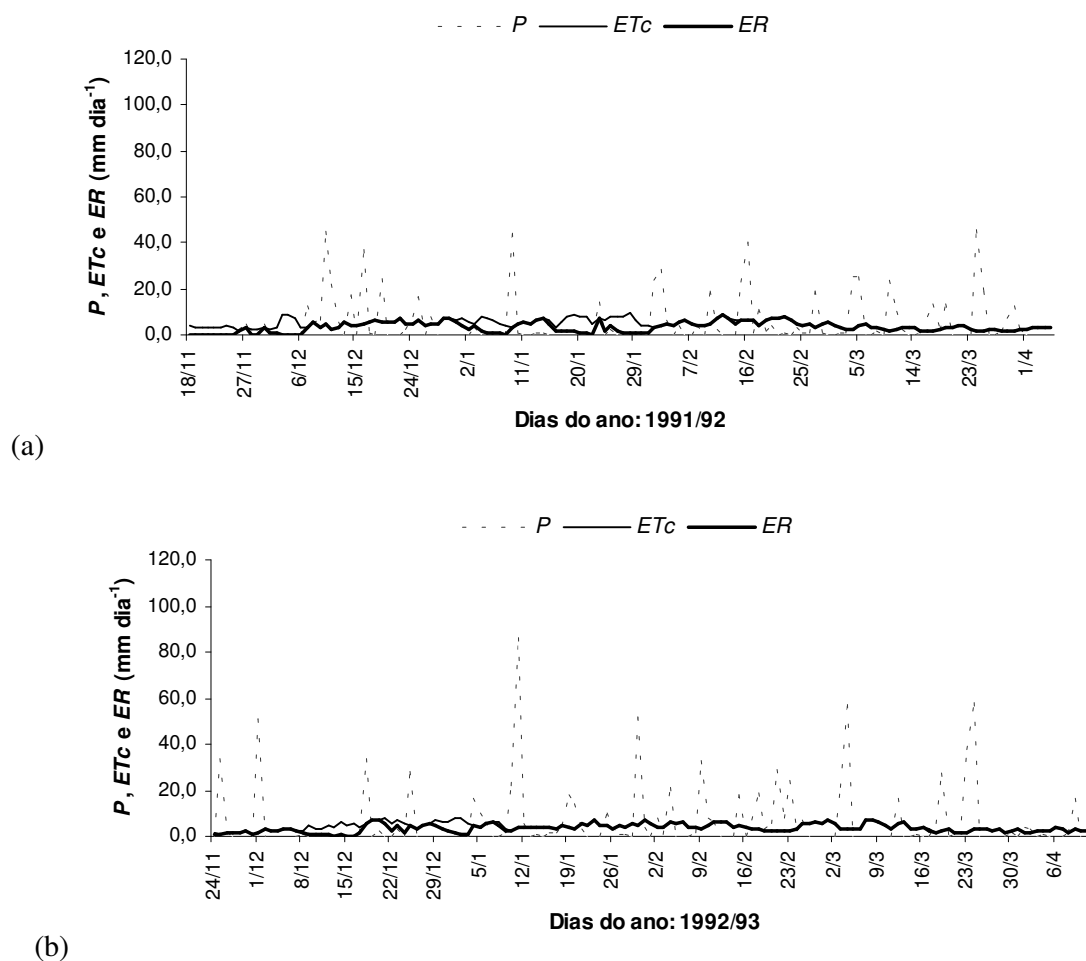 P ETc ER
120,0
100,0
80,0
60,0
40,0
20,0
0,0
P, ETc e ER (mm dia-1)
18/11 27/11 6/12 15/12 24/12 2/1 11/1 20/1 29/1 7/2 16/2 25/2 5/3 14/3 23/3 1/4
Dias do ano: 1991/92
(a)
P ETc ER
120,0
100,0
80,0
60,0
40,0
20,0
0,0
P, ETc e ER (mm dia-1)
24/11 1/12 8/12 15/12 22/12 29/12 5/1 12/1 19/1 26/1 2/2 9/2 16/2 23/2 2/3 9/3 16/3 23/3 30/3 6/4
Dias do ano: 1992/93
(b)